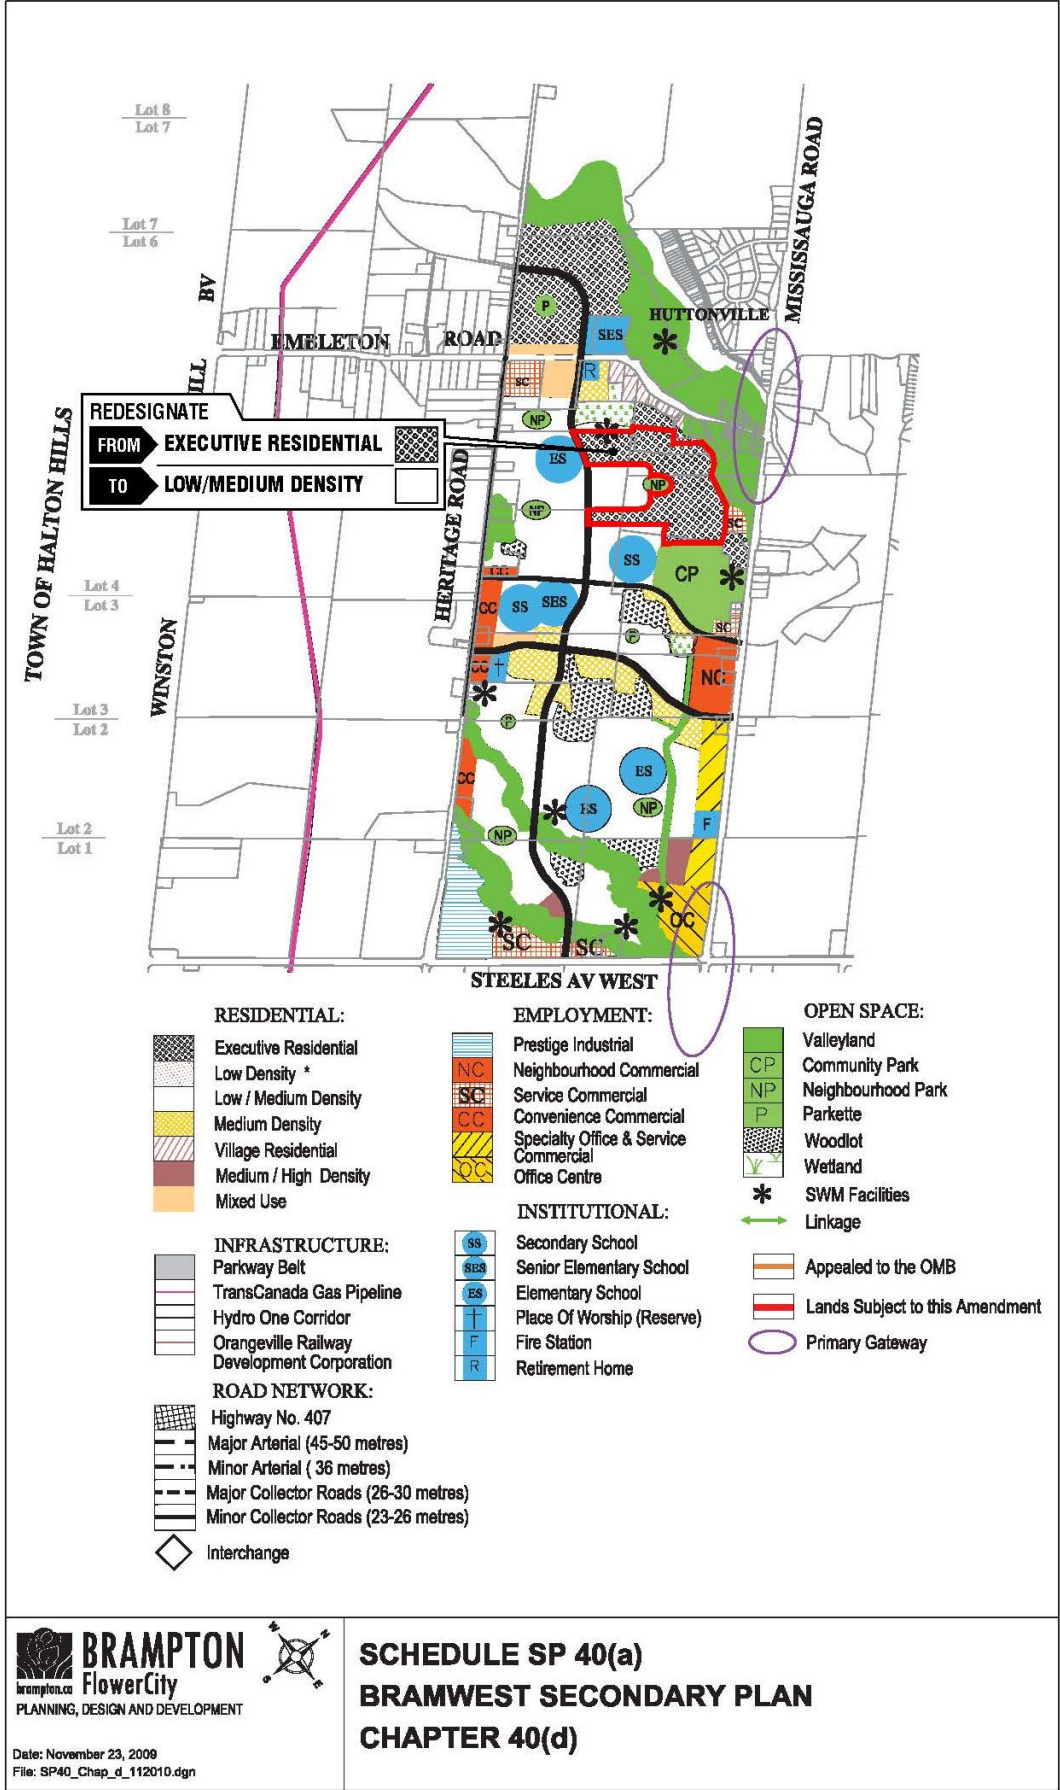 Lot 8
Lot 7
Lot 7
Lot 6
BV
MISSISSAUGA ROAD
P
HUTTONVILLE
SES
EMBLETON ROAD
R
SC
ILL
REDESIGNATE
FROM EXECUTIVE RESIDENTIAL
TO LOW/MEDIUM DENSITY
NP
ES
NP
NP
SC
TOWN OF HALTON HILLS
HERITAGE ROAD
SS
CP
Lot 4
Lot 3
CC
CC
SS
SES
P
SC
WINSTON
CC
NC
Lot 3
Lot 2
P
CC
ES
ES
NP
F
Lot 2
Lot 1
NP
OC
SC
SC
STEELES AV WEST
RESIDENTIAL:
Executive Residential
Low Density *
Low / Medium Density
Medium Density
Village Residential
Medium / High Density
Mixed Use
INFRASTRUCTURE:
Parkway Belt
TransCanada Gas Pipeline
Hydro One Corridor
Orangeville Railway
Development Corporation
ROAD NETWORK:
Highway No. 407
Major Arterial (45-50 metres)
Minor Arterial ( 36 metres)
Major Collector Roads (26-30 metres)
Minor Collector Roads (23-26 metres)
Interchange
EMPLOYMENT:
Prestige Industrial
NC Neighbourhood Commercial
SC Service Commercial
CC Convenience Commercial
Specialty Office & Service
Commercial
OC Office Centre
INSTITUTIONAL:
SS Secondary School
SES Senior Elementary School
ES Elementary School
Place Of Worship (Reserve)
F Fire Station
R Retirement Home
OPEN SPACE:
Valleyland
CP Community Park
NP Neighbourhood Park
P Parkette
Woodlot
Wetland
SWM Facilities
Linkage
Appealed to the OMB
Lands Subject to this Amendment
Primary Gateway
BRAMPTON
brampton.ca FlowerCity
PLANNING, DESIGN AND DEVELOPMENT
Date: November 23, 2009
File: SP40_Chap_d_112010.dgn
W
N
S
E
SCHEDULE SP 40(a)
BRAMWEST SECONDARY PLAN
CHAPTER 40(d)